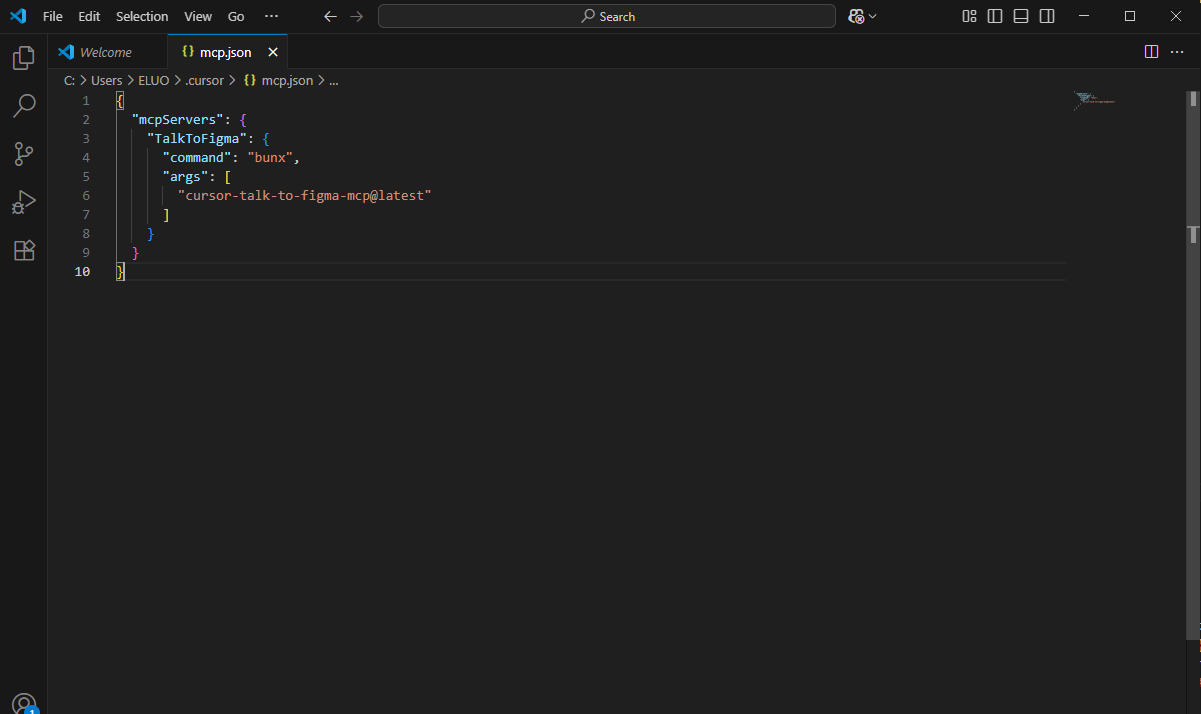 File Edit Selection View Go ··· Search
Welcome mcp.json
C: > Users > ELUO > .cursor > {} mcp.json > ...
1 {
2 "mcpServers": {
3 "TalkToFigma": {
4 "command": "bunx",
5 "args": [
6 "cursor-talk-to-figma-mcp@latest"
7 ]
8 }
9 }
10 }
1